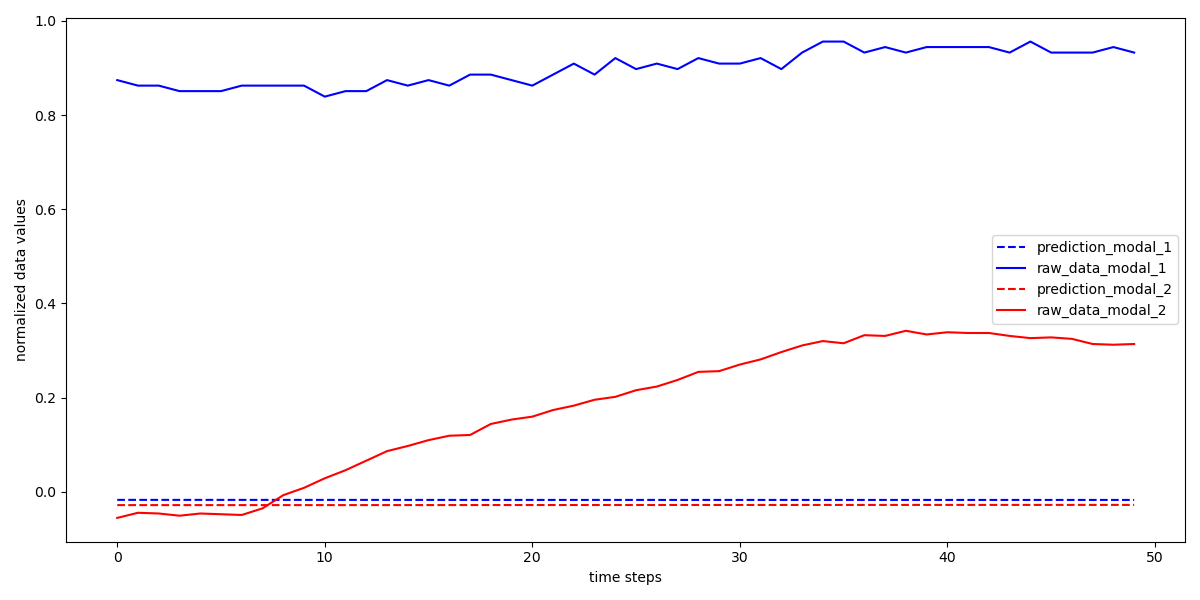 1.0
0.8
0.6
0.4
0.2
0.0
normalized data values
prediction_modal_1
raw_data_modal_1
prediction_modal_2
raw_data_modal_2
0 10 20 30 40 50
time steps